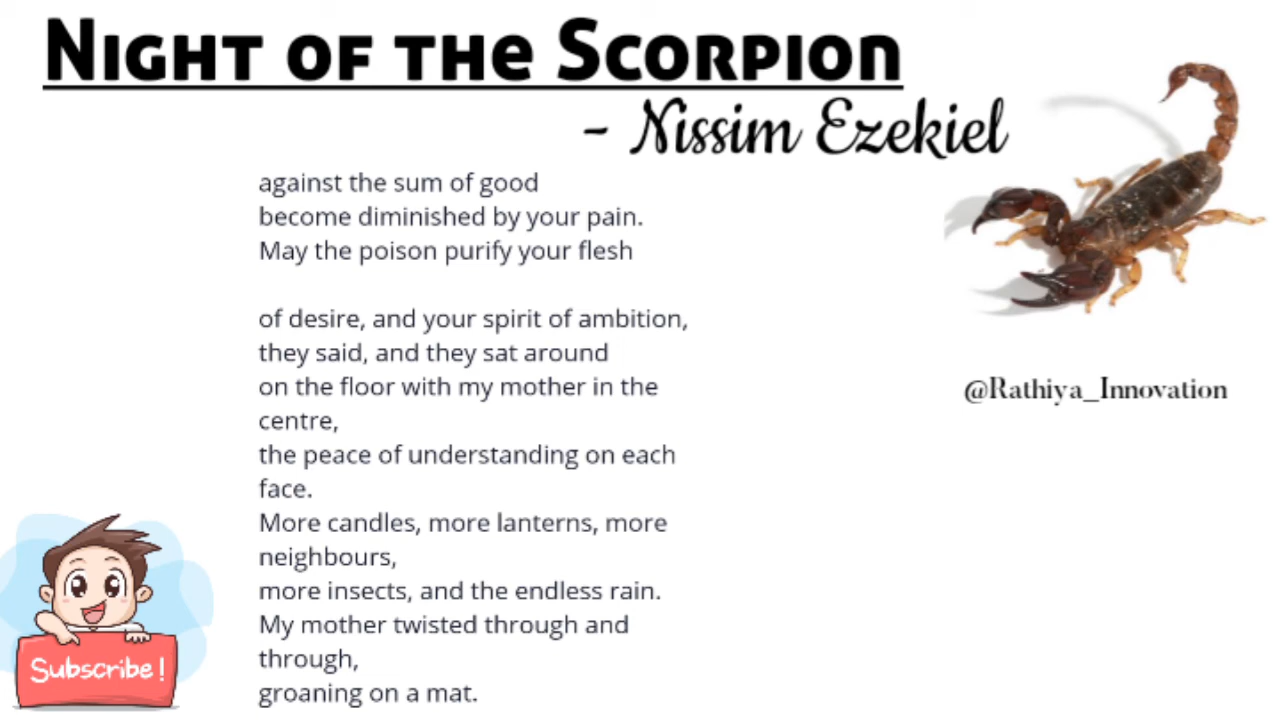 Night of the Scorpion
- Nissim Ezekiel
against the sum of good
become diminished by your pain.
May the poison purify your flesh
of desire, and your spirit of ambition,
they said, and they sat around
on the floor with my mother in the
centre,
the peace of understanding on each
face.
More candles, more lanterns, more
neighbours,
more insects, and the endless rain.
My mother twisted through and
through,
groaning on a mat.
@Rathiya_Innovation
Subscribe!